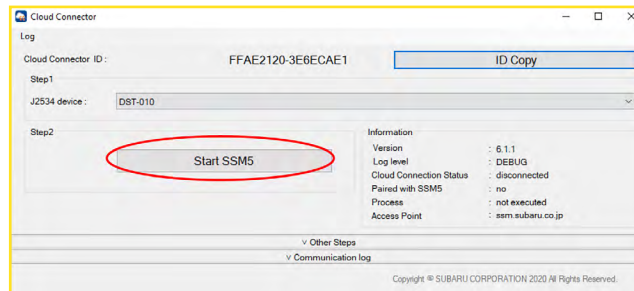 Cloud Connector
Log
Cloud Connector ID : FFAE2120-3E6ECAE1 ID Copy
Step1
J2534 device : DST-010
Step2
Start SSM5
Information
Version : 6.1.1
Log level : DEBUG
Cloud Connection Status : disconnected
Paired with SSM5 : no
Process : not executed
Access Point : ssm.subaru.co.jp
v Other Steps
v Communication log
Copyright © SUBARU CORPORATION 2020 All Rights Reserved.